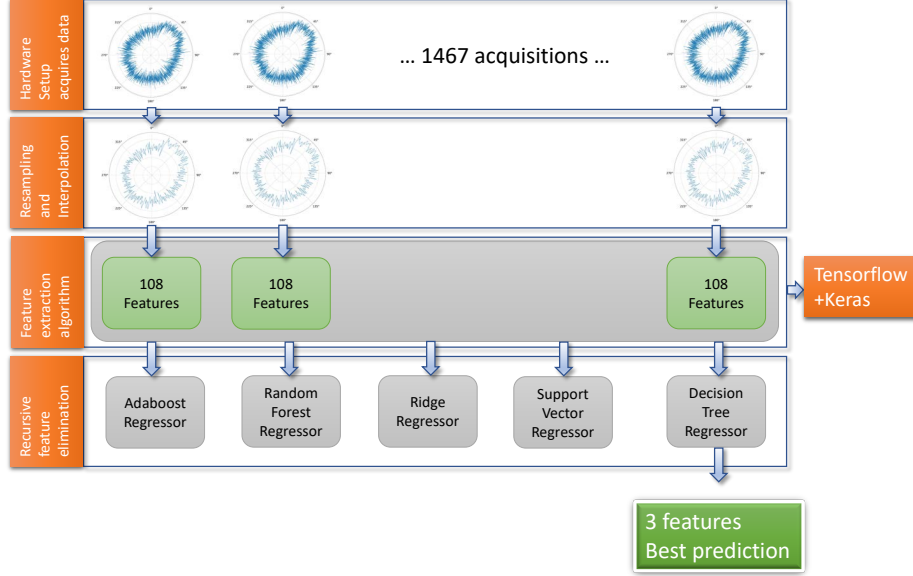 Hardware
Setup
acquires data
... 1467 acquisitions ...
Resampling
and
Interpolation
Feature
extraction
algorithm
108
Features
108
Features
108
Features
Tensorflow
+Keras
Recursive
feature
elimination
Adaboost
Regressor
Random
Forest
Regressor
Ridge
Regressor
Support
Vector
Regressor
Decision
Tree
Regressor
3 features
Best prediction